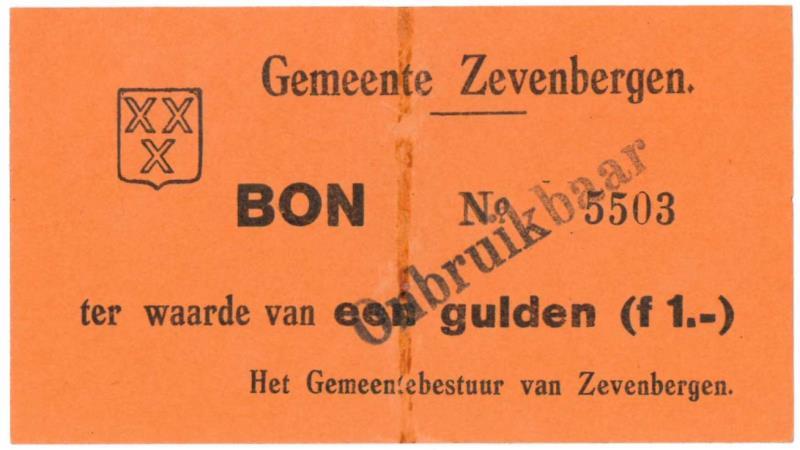 Gemeente Zevenbergen.
XX
X
BON No 5503
Onbruikbaar
ter waarde van een gulden (f 1.-)
Het Gemeentebestuur van Zevenbergen.